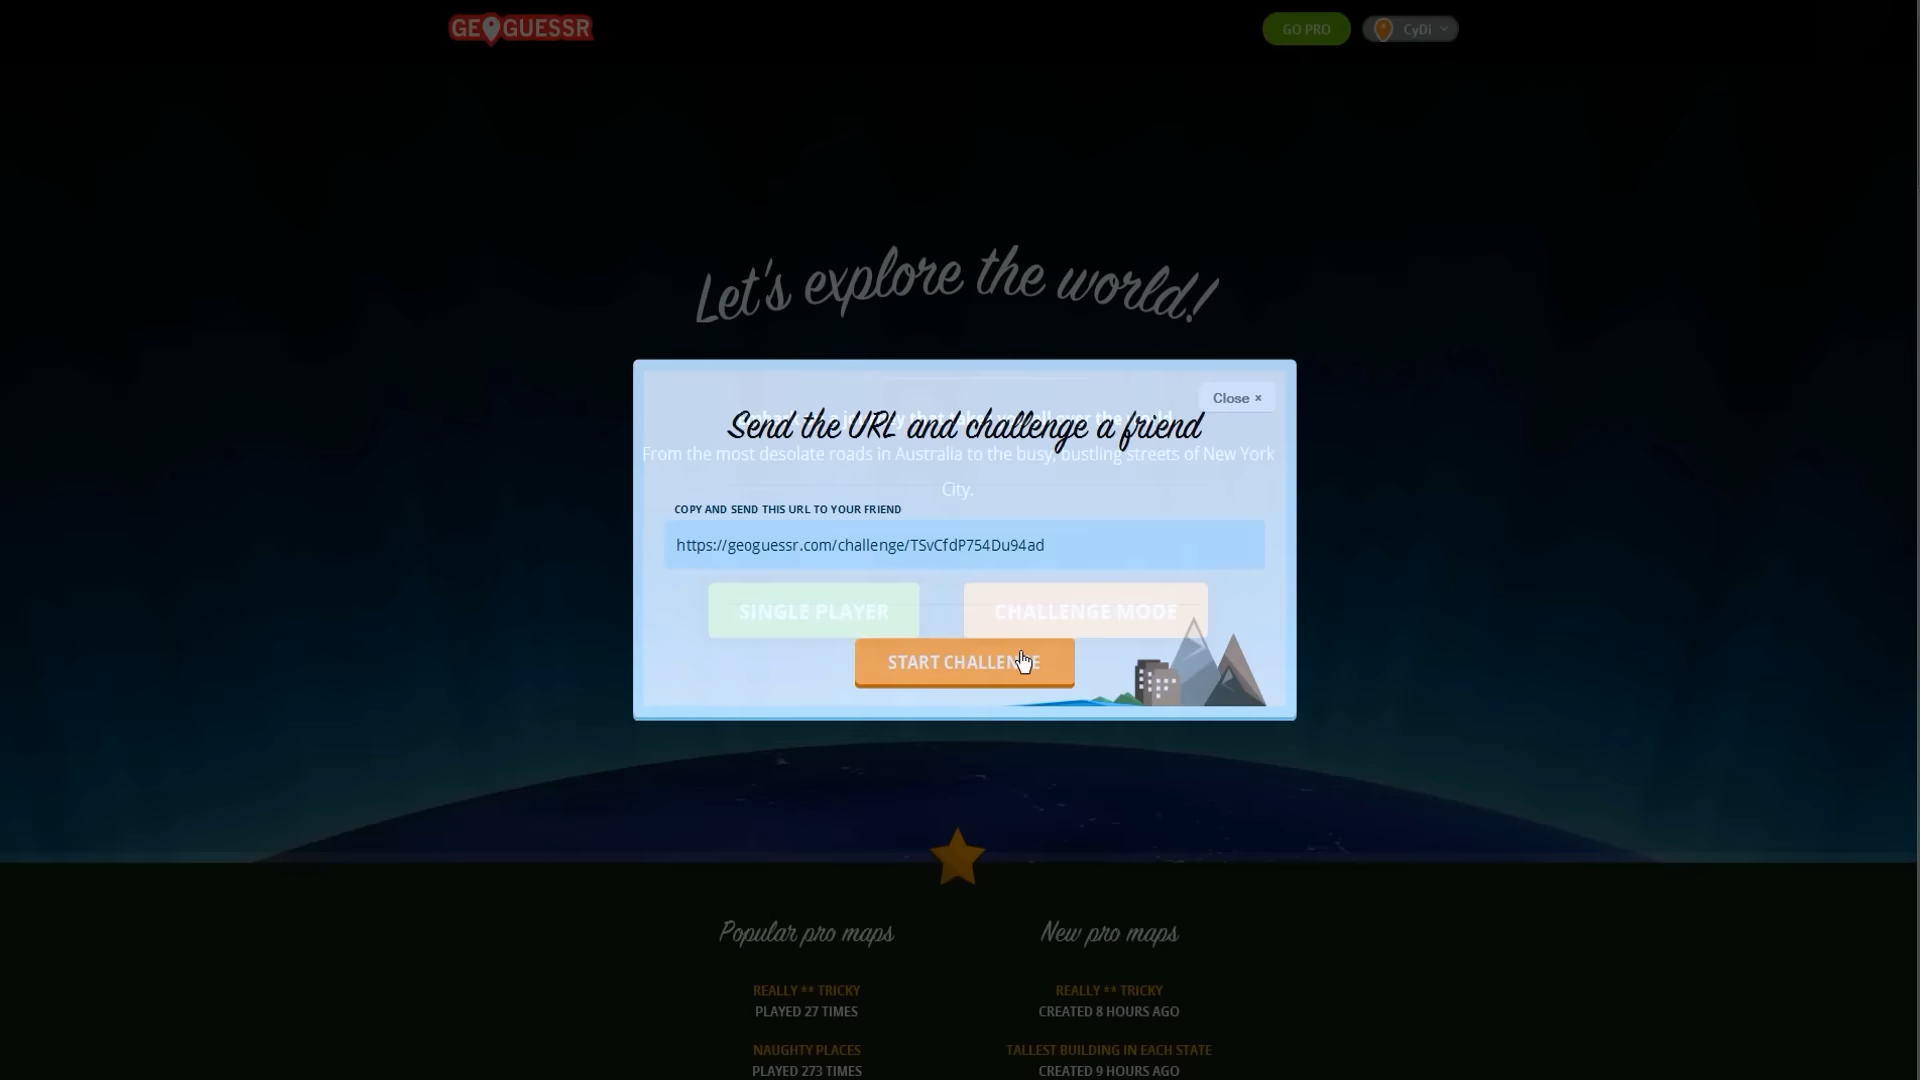 GEOGUESSR
GO PRO
CyDi
Let's explore the world!
Close ×
Send the URL and challenge a friend
From the most desolate roads in Australia to the busy, bustling streets of New York
City.
COPY AND SEND THIS URL TO YOUR FRIEND
https://geoguessr.com/challenge/TSvCfdP754Du94ad
SINGLE PLAYER CHALLENGE MODE
START CHALLENGE
Popular pro maps
REALLY ** TRICKY
PLAYED 27 TIMES
NAUGHTY PLACES
PLAYED 273 TIMES
New pro maps
REALLY ** TRICKY
CREATED 8 HOURS AGO
TALLEST BUILDING IN EACH STATE
CREATED 9 HOURS AGO